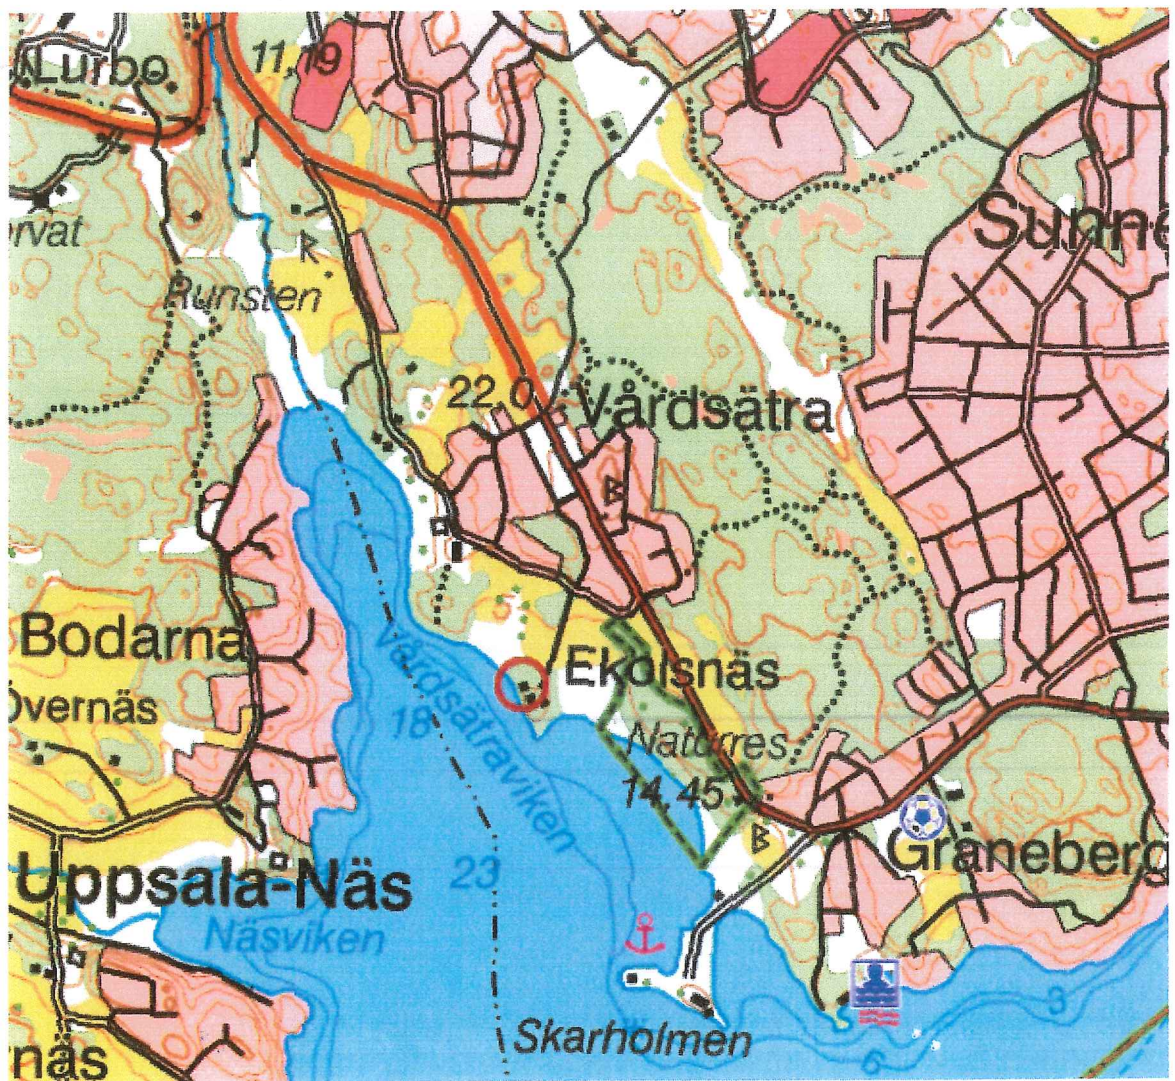 Lurbo
11,19
rvat
Sunne
Runsten
22,0
Vårdsätra
Bodarna
Ekolsnäs
Övernäs
Vårdsätraviken
18
Naturres
14,45
23
Graneberg
Uppsala-Näs
Näsviken
3
Skarholmen
6
näs